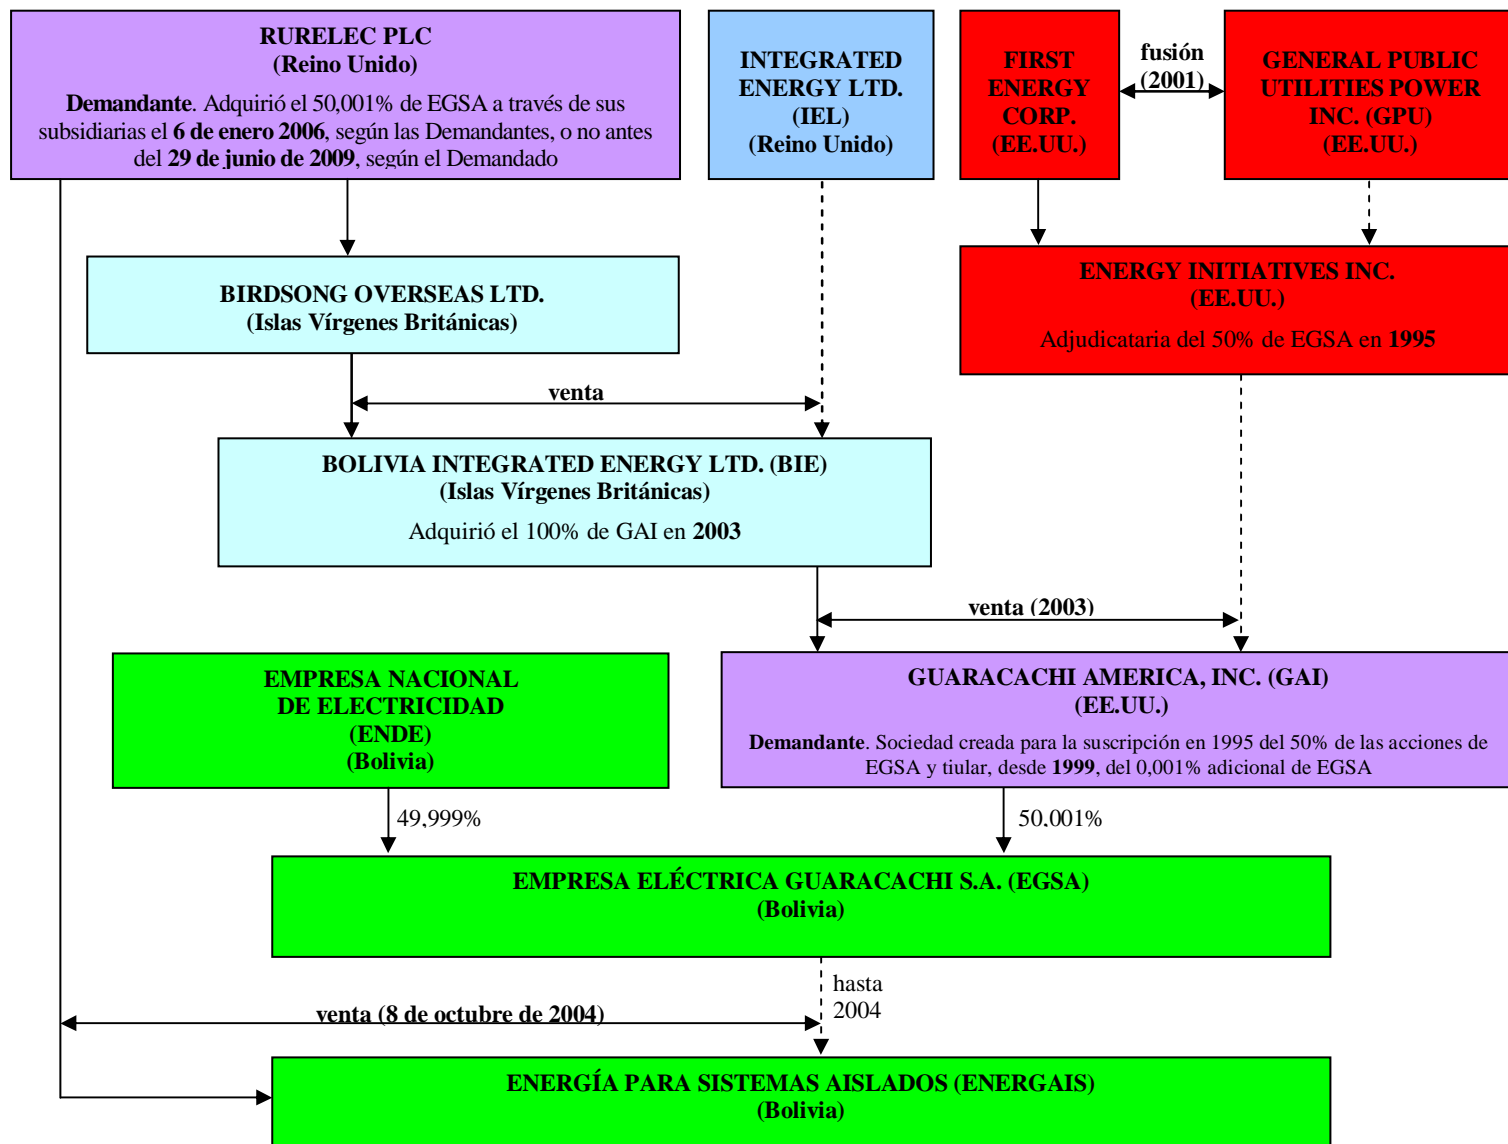 RURELEC PLC
(Reino Unido)
Demandante. Adquirió el 50,001% de EGSA a través de sus
subsidiarias el 6 de enero 2006, según las Demandantes, o no antes
del 29 de junio de 2009, según el Demandado
INTEGRATED
ENERGY LTD.
(IEL)
(Reino Unido)
FIRST
ENERGY
CORP.
(EE.UU.)
fusión
(2001)
GENERAL PUBLIC
UTILITIES POWER
INC. (GPU)
(EE.UU.)
BIRDSONG OVERSEAS LTD.
(Islas Vírgenes Británicas)
ENERGY INITIATIVES INC.
(EE.UU.)
Adjudicataria del 50% de EGSA en 1995
venta
BOLIVIA INTEGRATED ENERGY LTD. (BIE)
(Islas Vírgenes Británicas)
Adquirió el 100% de GAI en 2003
venta (2003)
EMPRESA NACIONAL
DE ELECTRICIDAD
(ENDE)
(Bolivia)
GUARACACHI AMERICA, INC. (GAI)
(EE.UU.)
Demandante. Sociedad creada para la suscripción en 1995 del 50% de las acciones de
EGSA y tiular, desde 1999, del 0,001% adicional de EGSA
49,999%
50,001%
EMPRESA ELÉCTRICA GUARACACHI S.A. (EGSA)
(Bolivia)
hasta
2004
venta (8 de octubre de 2004)
ENERGÍA PARA SISTEMAS AISLADOS (ENERGAIS)
(Bolivia)